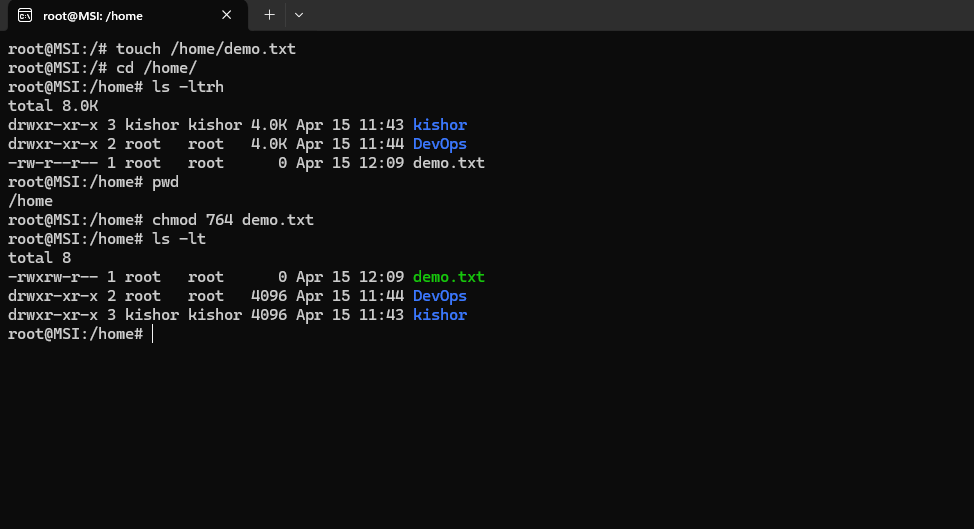 root@MSI: /home
root@MSI:/# touch /home/demo.txt
root@MSI:/# cd /home/
root@MSI:/home# ls -ltrh
total 8.0K
drwxr-xr-x 3 kishor kishor 4.0K Apr 15 11:43 kishor
drwxr-xr-x 2 root   root   4.0K Apr 15 11:44 DevOps
-rw-r--r-- 1 root   root      0 Apr 15 12:09 demo.txt
root@MSI:/home# pwd
/home
root@MSI:/home# chmod 764 demo.txt
root@MSI:/home# ls -lt
total 8
-rwxrw-r-- 1 root   root      0 Apr 15 12:09 demo.txt
drwxr-xr-x 2 root   root   4096 Apr 15 11:44 DevOps
drwxr-xr-x 3 kishor kishor 4096 Apr 15 11:43 kishor
root@MSI:/home#